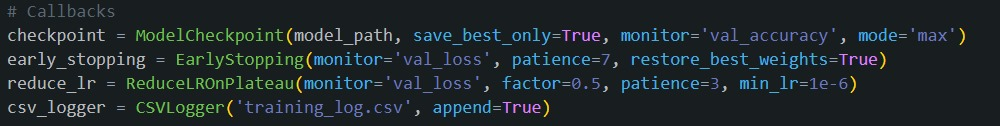 # Callbacks
checkpoint = ModelCheckpoint(model_path, save_best_only=True, monitor='val_accuracy', mode='max')
early_stopping = EarlyStopping(monitor='val_loss', patience=7, restore_best_weights=True)
reduce_lr = ReduceLROnPlateau(monitor='val_loss', factor=0.5, patience=3, min_lr=1e-6)
csv_logger = CSVLogger('training_log.csv', append=True)